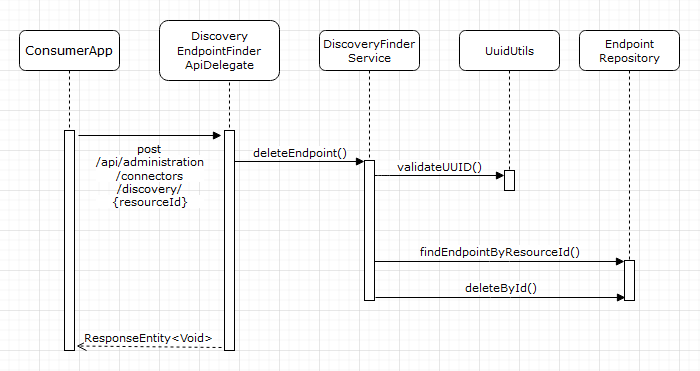 ConsumerApp
Discovery
EndpointFinder
ApiDelegate
DiscoveryFinder
Service
UuidUtils
Endpoint
Repository
post
/api/administration
/connectors
/discovery/
{resourceId}
deleteEndpoint()
validateUUID()
findEndpointByResourceId()
deleteById()
ResponseEntity<Void>